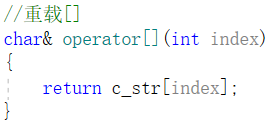 //重载[]
char& operator[](int index)
{
    return c_str[index];
}